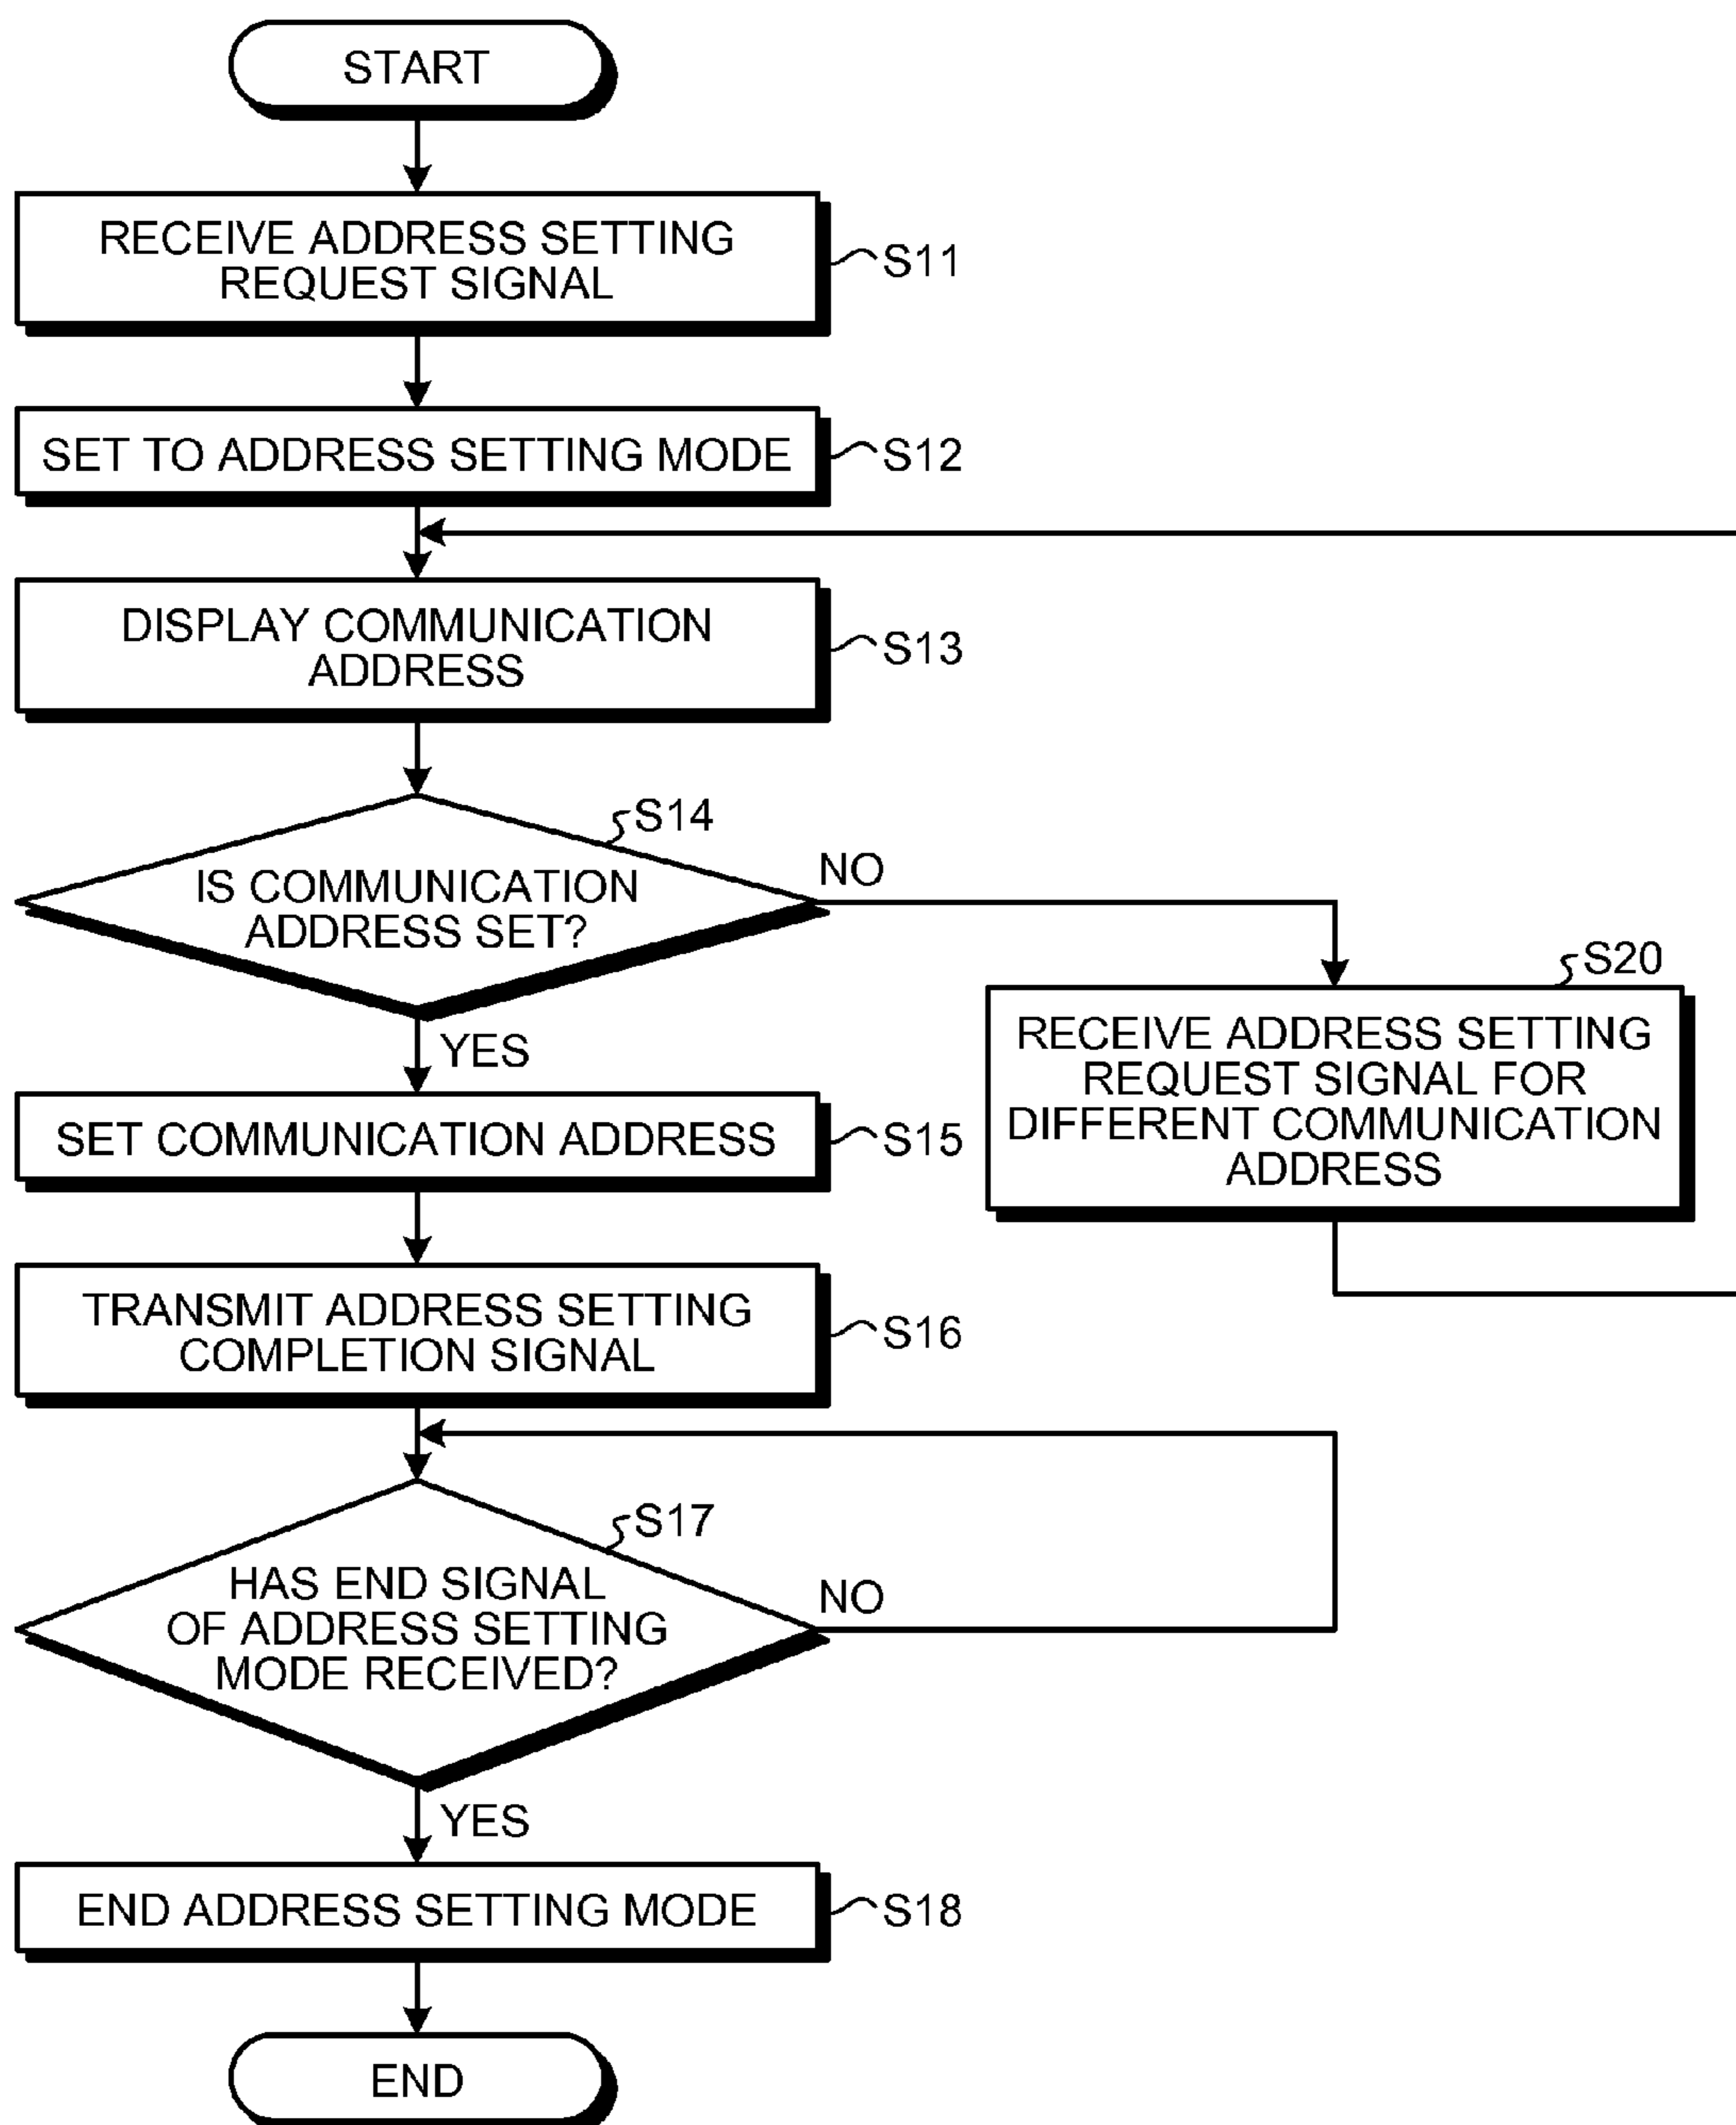 START
RECEIVE ADDRESS SETTING
REQUEST SIGNAL
S11
SET TO ADDRESS SETTING MODE
S12
DISPLAY COMMUNICATION
ADDRESS
S13
S14
IS COMMUNICATION
ADDRESS SET?
NO
YES
S20
RECEIVE ADDRESS SETTING
REQUEST SIGNAL FOR
DIFFERENT COMMUNICATION
ADDRESS
SET COMMUNICATION ADDRESS
S15
TRANSMIT ADDRESS SETTING
COMPLETION SIGNAL
S16
S17
HAS END SIGNAL
OF ADDRESS SETTING
MODE RECEIVED?
NO
YES
END ADDRESS SETTING MODE
S18
END